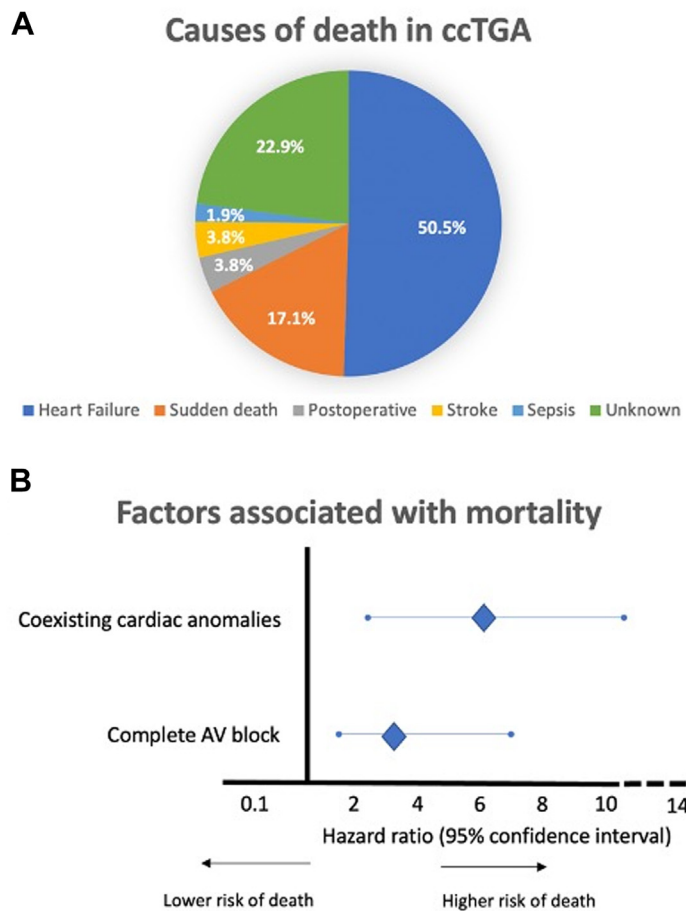 A
Causes of death in ccTGA
22.9%
1.9%
3.8%
3.8%
17.1%
50.5%
Heart Failure Sudden death Postoperative Stroke Sepsis Unknown
B
Factors associated with mortality
Coexisting cardiac anomalies
Complete AV block
0.1 2 4 6 8 10 14
Hazard ratio (95% confidence interval)
Lower risk of death Higher risk of death